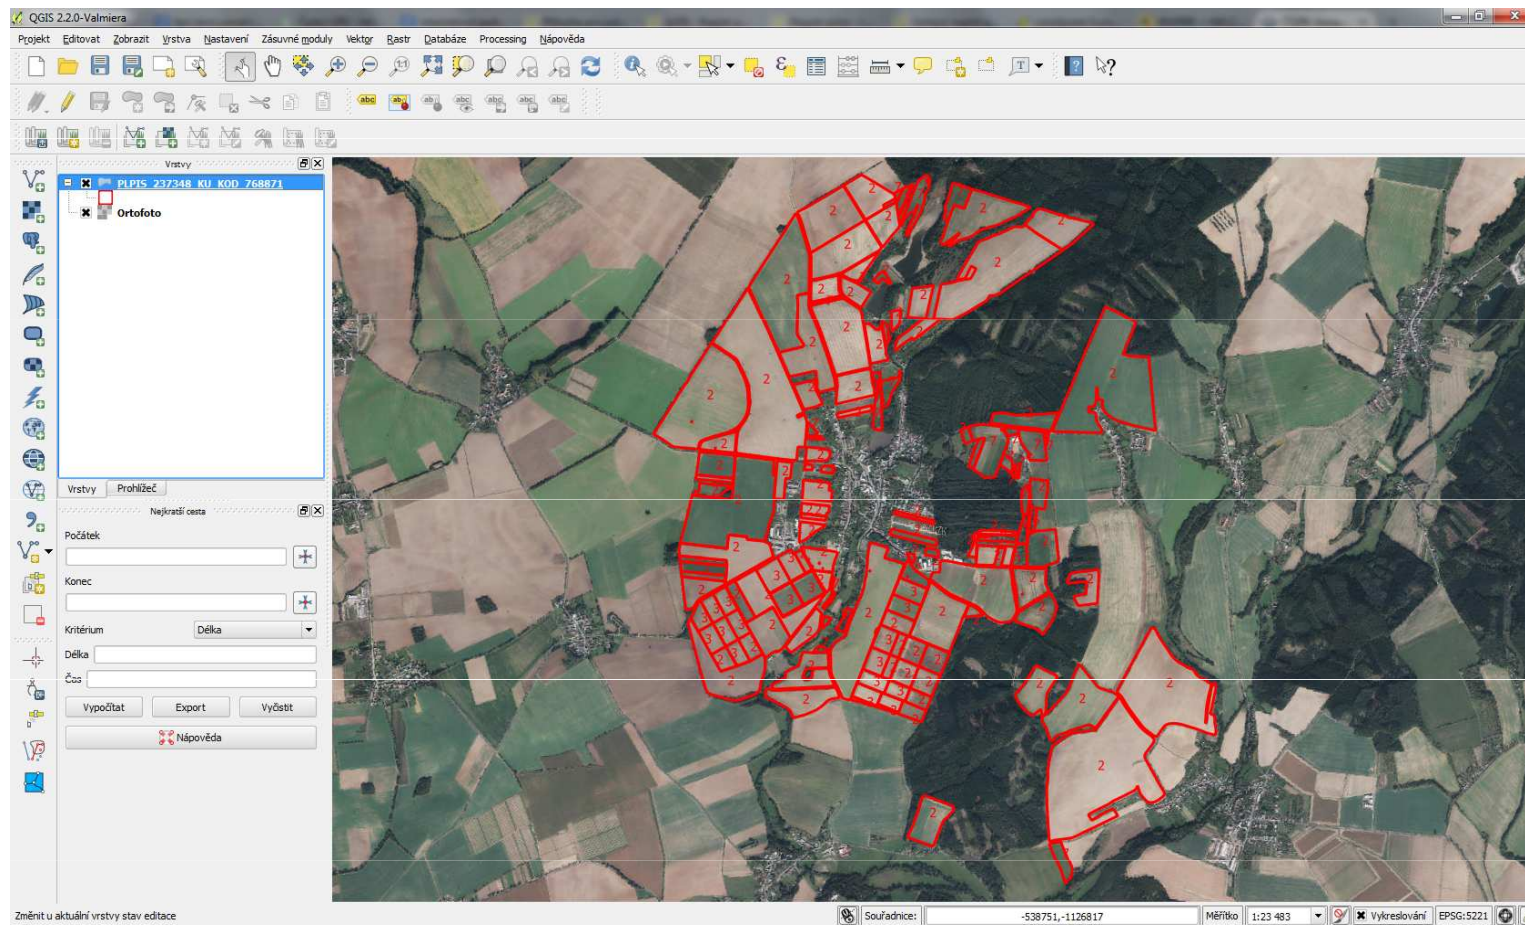 QGIS 2.2.0-Valmiera
Projekt Editovat Zobrazit Vrstva Nastavení Zásuvné moduly Vektor Rastr Databáze Processing Nápověda
Vrstvy
PLPIS_237348_KU_KOD_768871
Ortofoto
Vrstvy Prohlížeč
Nejkratší cesta
Počátek
Konec
Kritérium Délka
Délka
Čas
Vypočítat Export Vyčistit
Nápověda
Změnit u aktuální vrstvy stav editace Souřadnice: -538751,-1126817 Měřítko 1:23 483 Vykreslování EPSG:5221